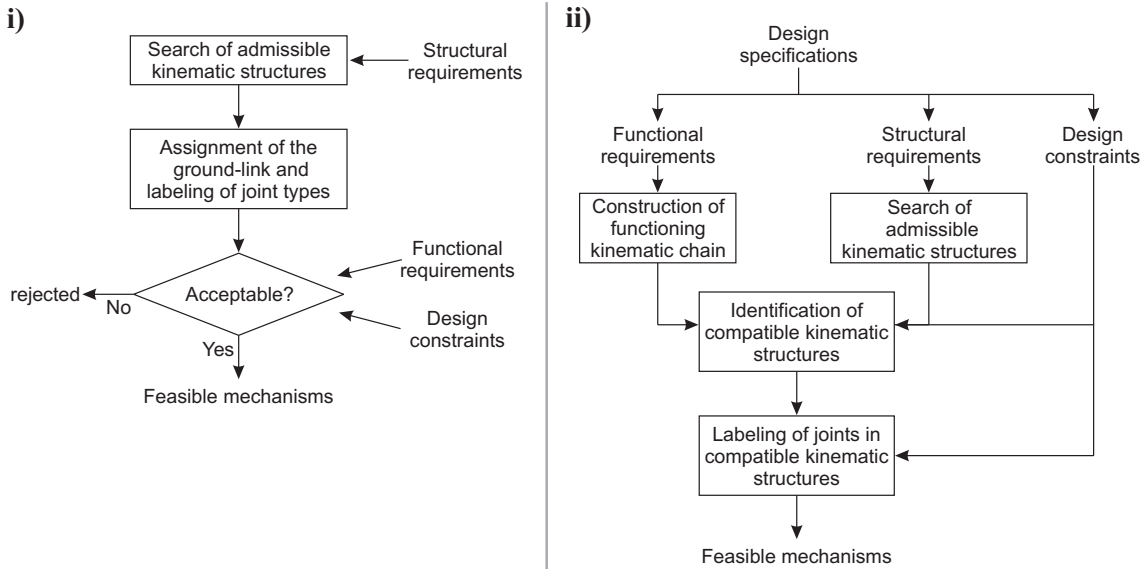 i)
Search of admissible
kinematic structures
Structural
requirements
Assignment of the
ground-link and
labeling of joint types
Functional
requirements
Acceptable?
rejected
No
Design
constraints
Yes
Feasible mechanisms
ii)
Design
specifications
Functional
requirements
Structural
requirements
Design
constraints
Construction of
functioning
kinematic chain
Search of
admissible
kinematic structures
Identification of
compatible kinematic
structures
Labeling of joints in
compatible kinematic
structures
Feasible mechanisms